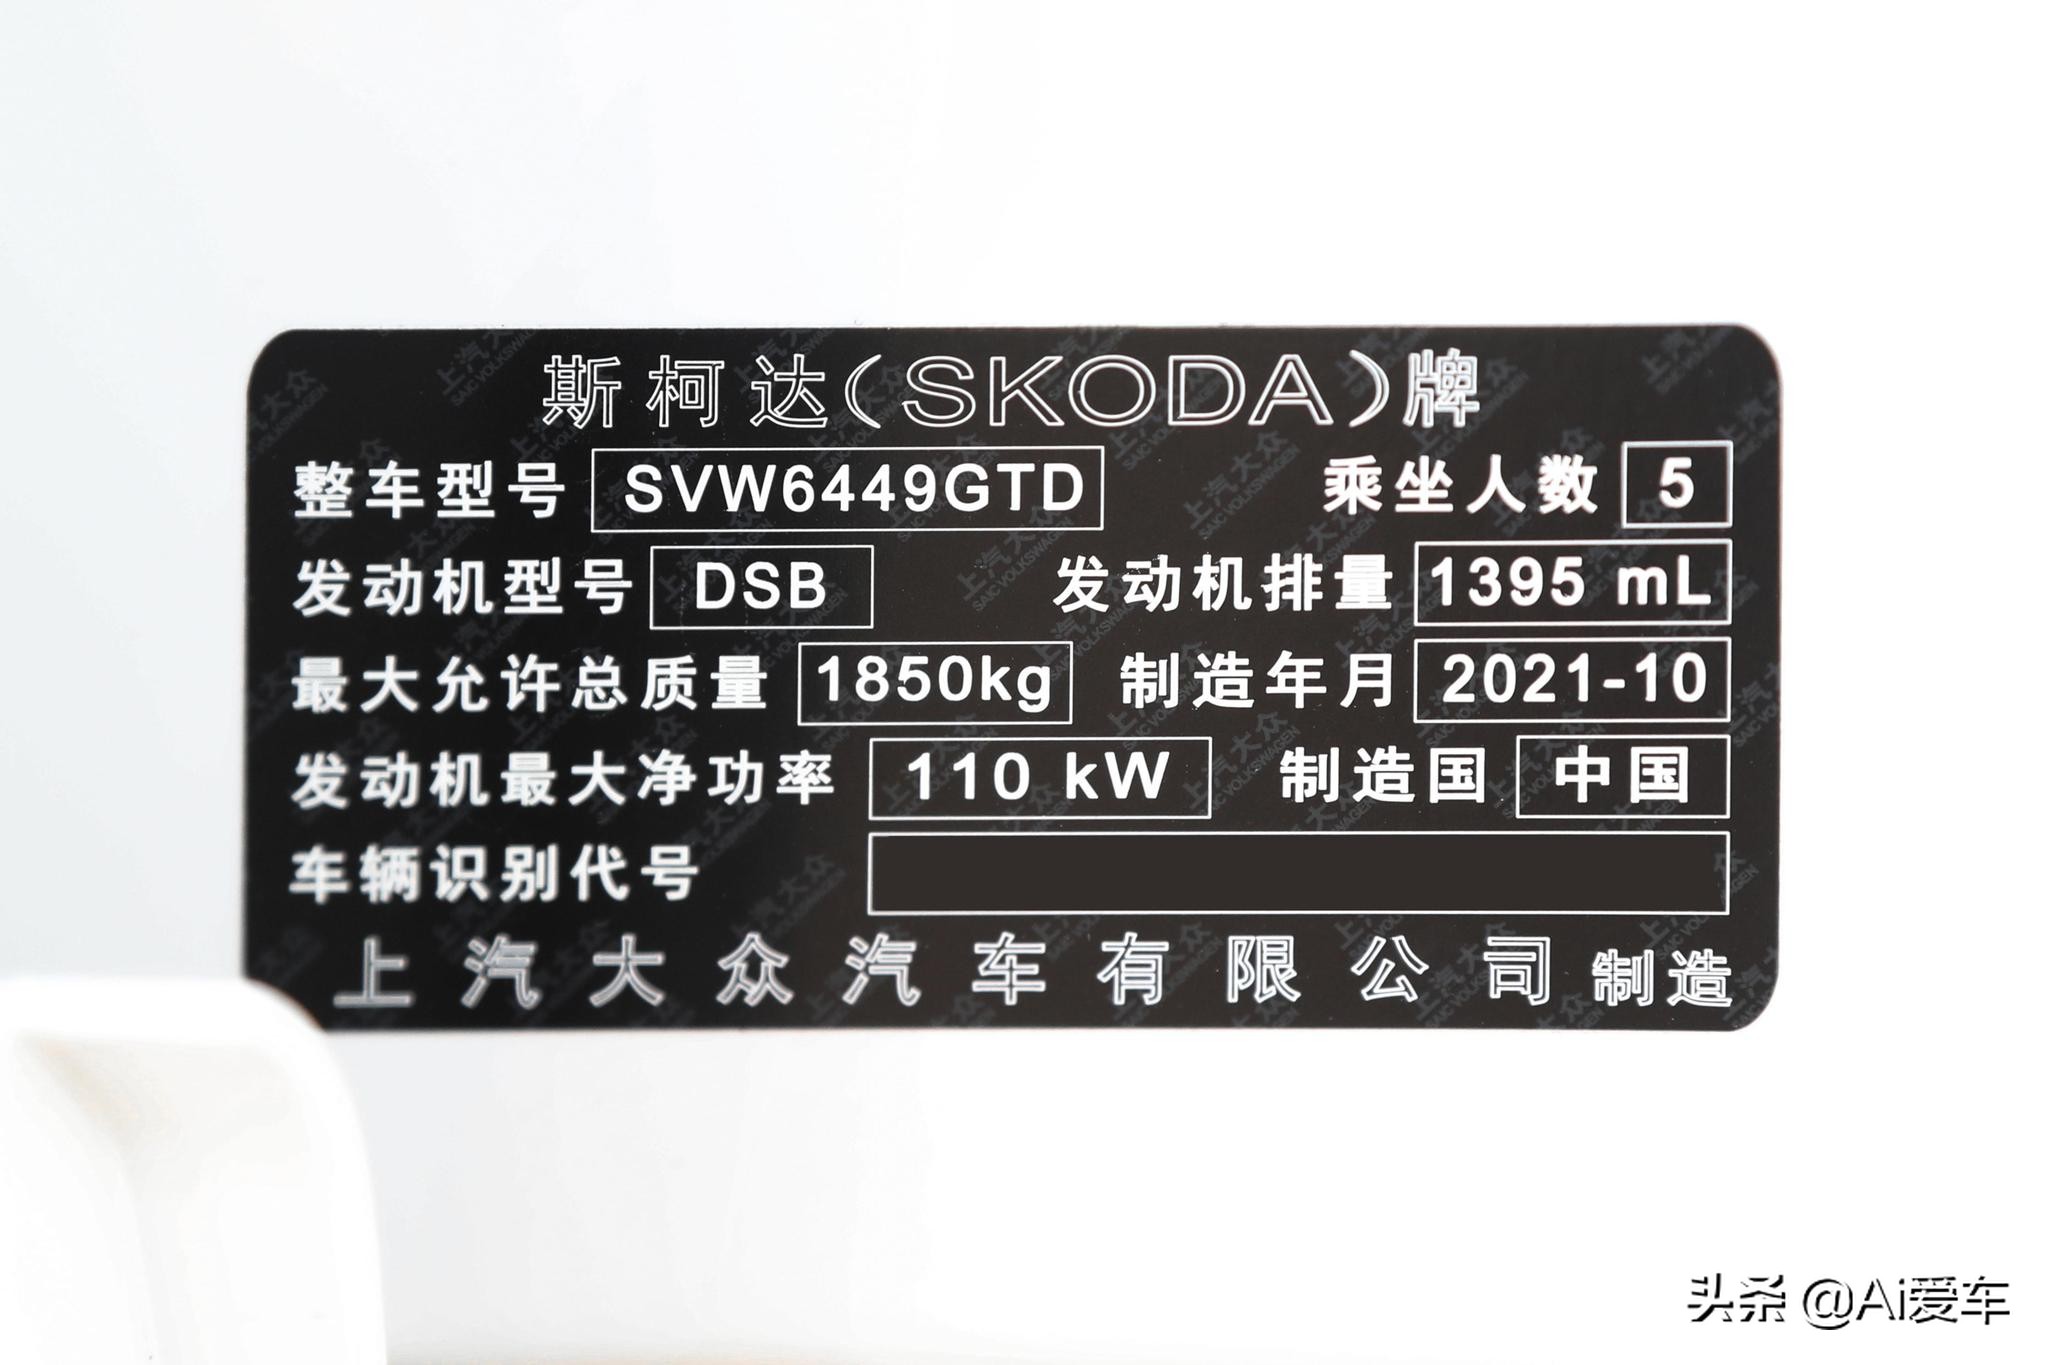 斯柯达(SKODA)牌
整车型号 SVW6449GTD 乘坐人数 5
发动机型号 DSB 发动机排量 1395 mL
最大允许总质量 1850kg 制造年月 2021-10
发动机最大净功率 110 kW 制造国 中国
车辆识别代号
上汽大众汽车有限公司 制造
头条 @Ai爱车